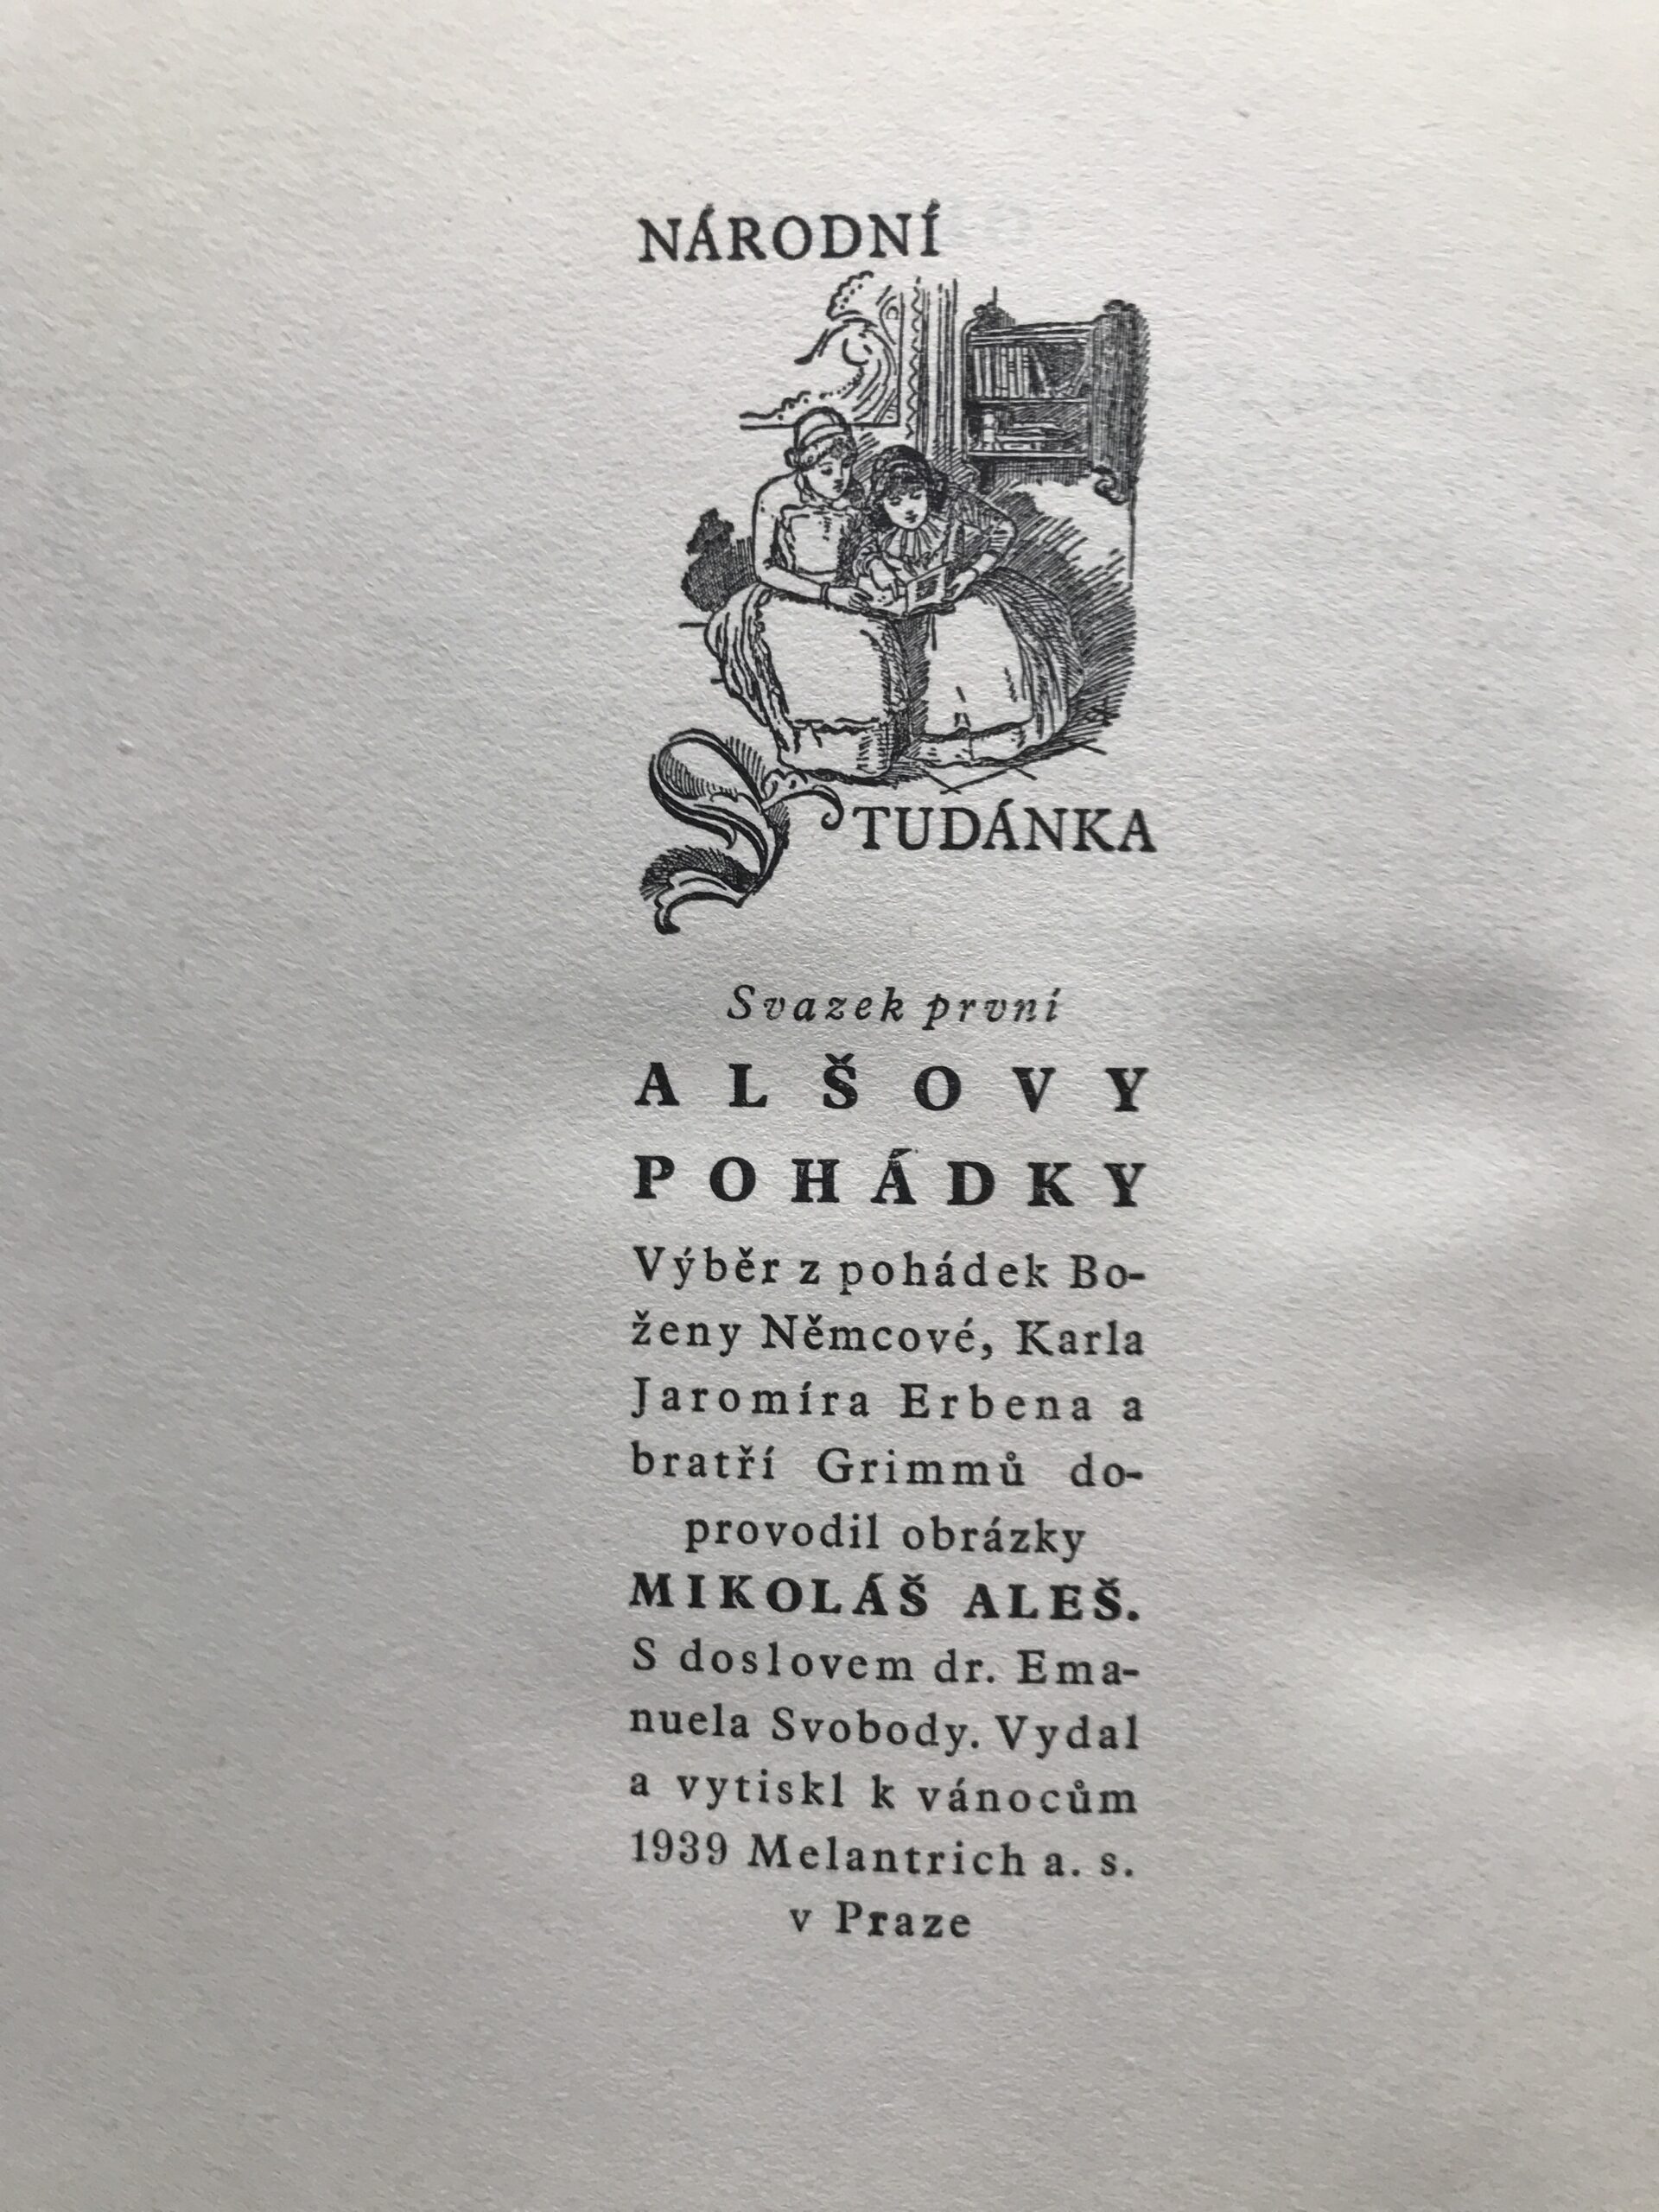 NÁRODNÍ
STUDÁNKA
Svazek první
ALŠOVY
POHÁDKY
Výběr z pohádek Bo-
ženy Němcové, Karla
Jaromíra Erbena a
bratří Grimmů do-
provodil obrázky
MIKOLÁŠ ALEŠ.
S doslovem dr. Ema-
nuela Svobody. Vydal
a vytiskl k vánocům
1939 Melantrich a. s.
v Praze